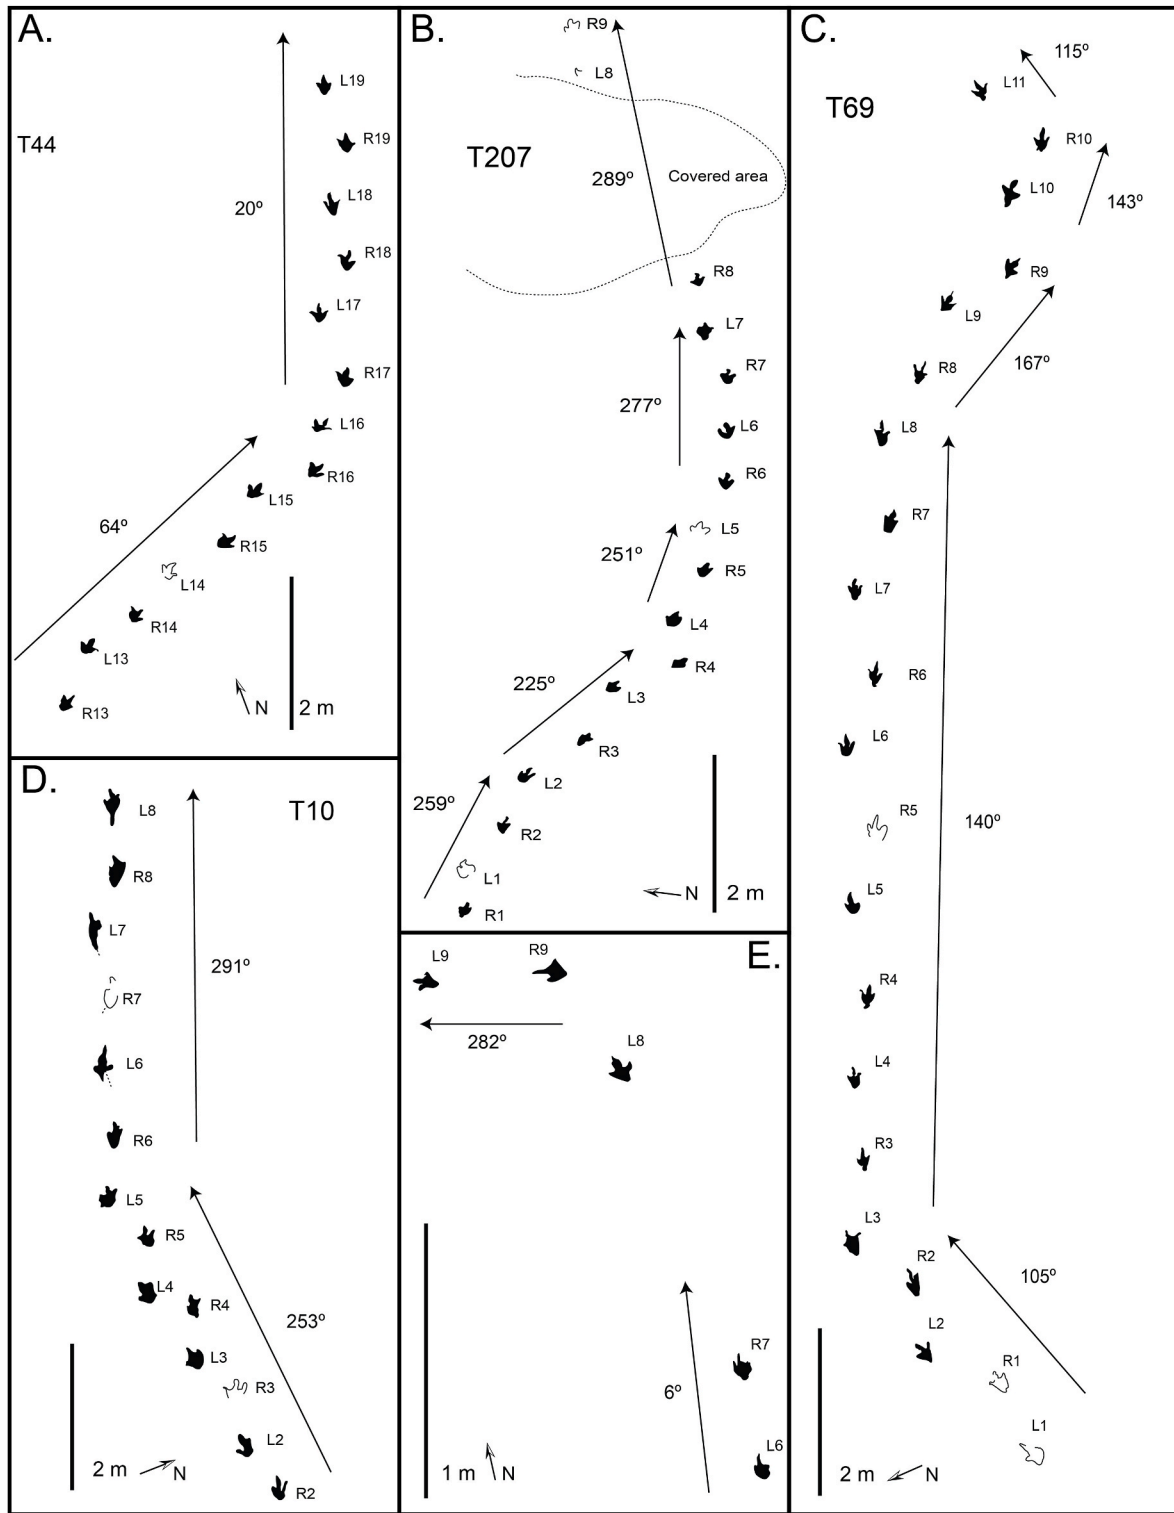 A.
T44
L19
R19
L18
20º
R18
L17
R17
L16
R16
L15
64º
R15
L14
R14
L13
R13
N
2 m
B.
R9
L8
T207
289º
Covered area
R8
L7
R7
277º
L6
R6
L5
251º
R5
L4
R4
225º
L3
R3
L2
259º
R2
L1
R1
N
2 m
C.
115º
L11
T69
R10
L10
143º
R9
L9
R8
167º
L8
R7
L7
R6
L6
R5
140º
L5
R4
L4
R3
L3
R2
105º
L2
R1
L1
2 m
N
D.
T10
L8
R8
L7
291º
R7
L6
R6
L5
R5
L4
R4
253º
L3
R3
L2
2 m
N
R2
E.
L9
R9
282º
L8
R7
6º
L6
1 m
N